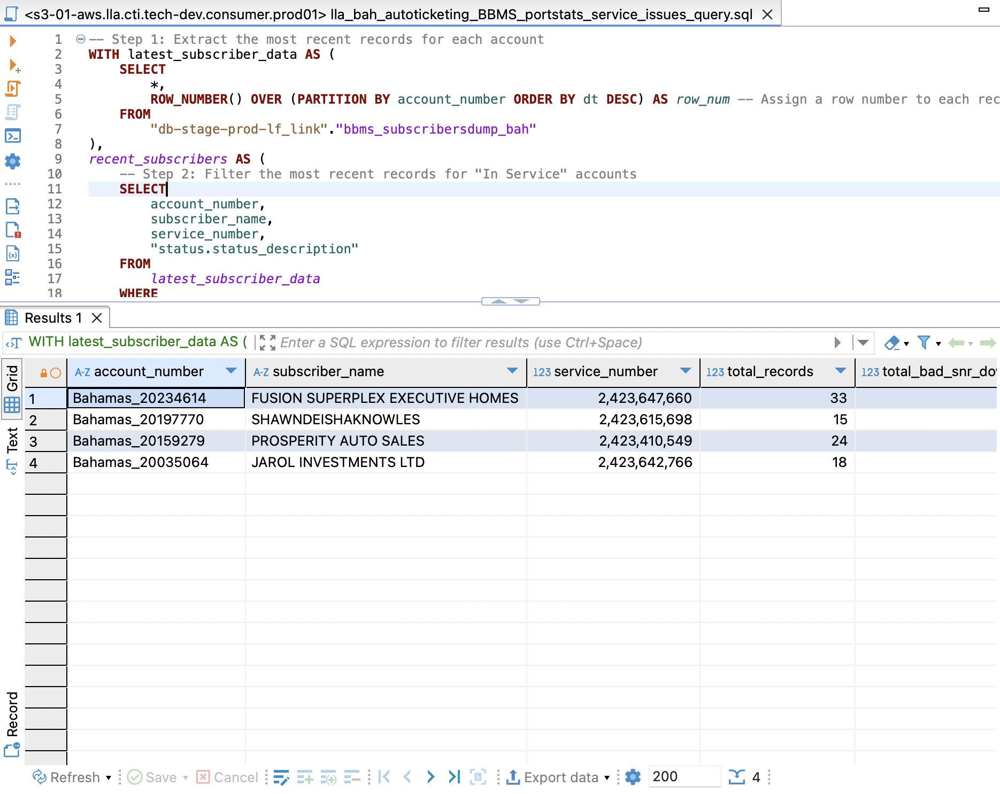 <s3-01-aws.lla.cti.tech-dev.consumer.prod01> lla_bah_autoticketing_BBMS_portstats_service_issues_query.sql
1 -- Step 1: Extract the most recent records for each account
2 WITH latest_subscriber_data AS (
3 SELECT
4 *,
5 ROW_NUMBER() OVER (PARTITION BY account_number ORDER BY dt DESC) AS row_num -- Assign a row number to each rec
6 FROM
7 "db-stage-prod-lf_link"."bbms_subscribersdump_bah"
8 ),
9 recent_subscribers AS (
10 -- Step 2: Filter the most recent records for "In Service" accounts
11 SELECT
12 account_number,
13 subscriber_name,
14 service_number,
15 "status.status_description"
16 FROM
17 latest_subscriber_data
18 WHERE
Results 1
WITH latest_subscriber_data AS ( Enter a SQL expression to filter results (use Ctrl+Space)
Grid
Text
Record
A-Z account_number A-Z subscriber_name 123 service_number 123 total_records 123 total_bad_snr_do
1 Bahamas_20234614 FUSION SUPERPLEX EXECUTIVE HOMES 2,423,647,660 33
2 Bahamas_20197770 SHAWNDEISHAKNOWLES 2,423,615,698 15
3 Bahamas_20159279 PROSPERITY AUTO SALES 2,423,410,549 24
4 Bahamas_20035064 JAROL INVESTMENTS LTD 2,423,642,766 18
Refresh Save Cancel Export data 200 4